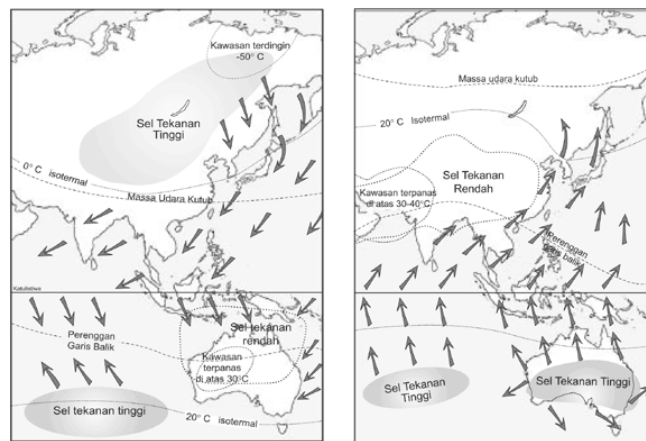 Kawasan terdingin
-50° C
Sel Tekanan
Tinggi
0° C isotermal
Massa Udara Kutub
Katulistiwa
Perenggan
Garis Balik
Sel tekanan
rendah
Kawasan
terpanas
di atas 30°C
Sel tekanan tinggi
20° C isotermal
Massa udara kutub
20° C Isotermal
Sel Tekanan
Rendah
Kawasan terpanas
di atas 30-40°C
Perenggan
Garis Balik
Sel Tekanan
Tinggi
Sel Tekanan Tinggi